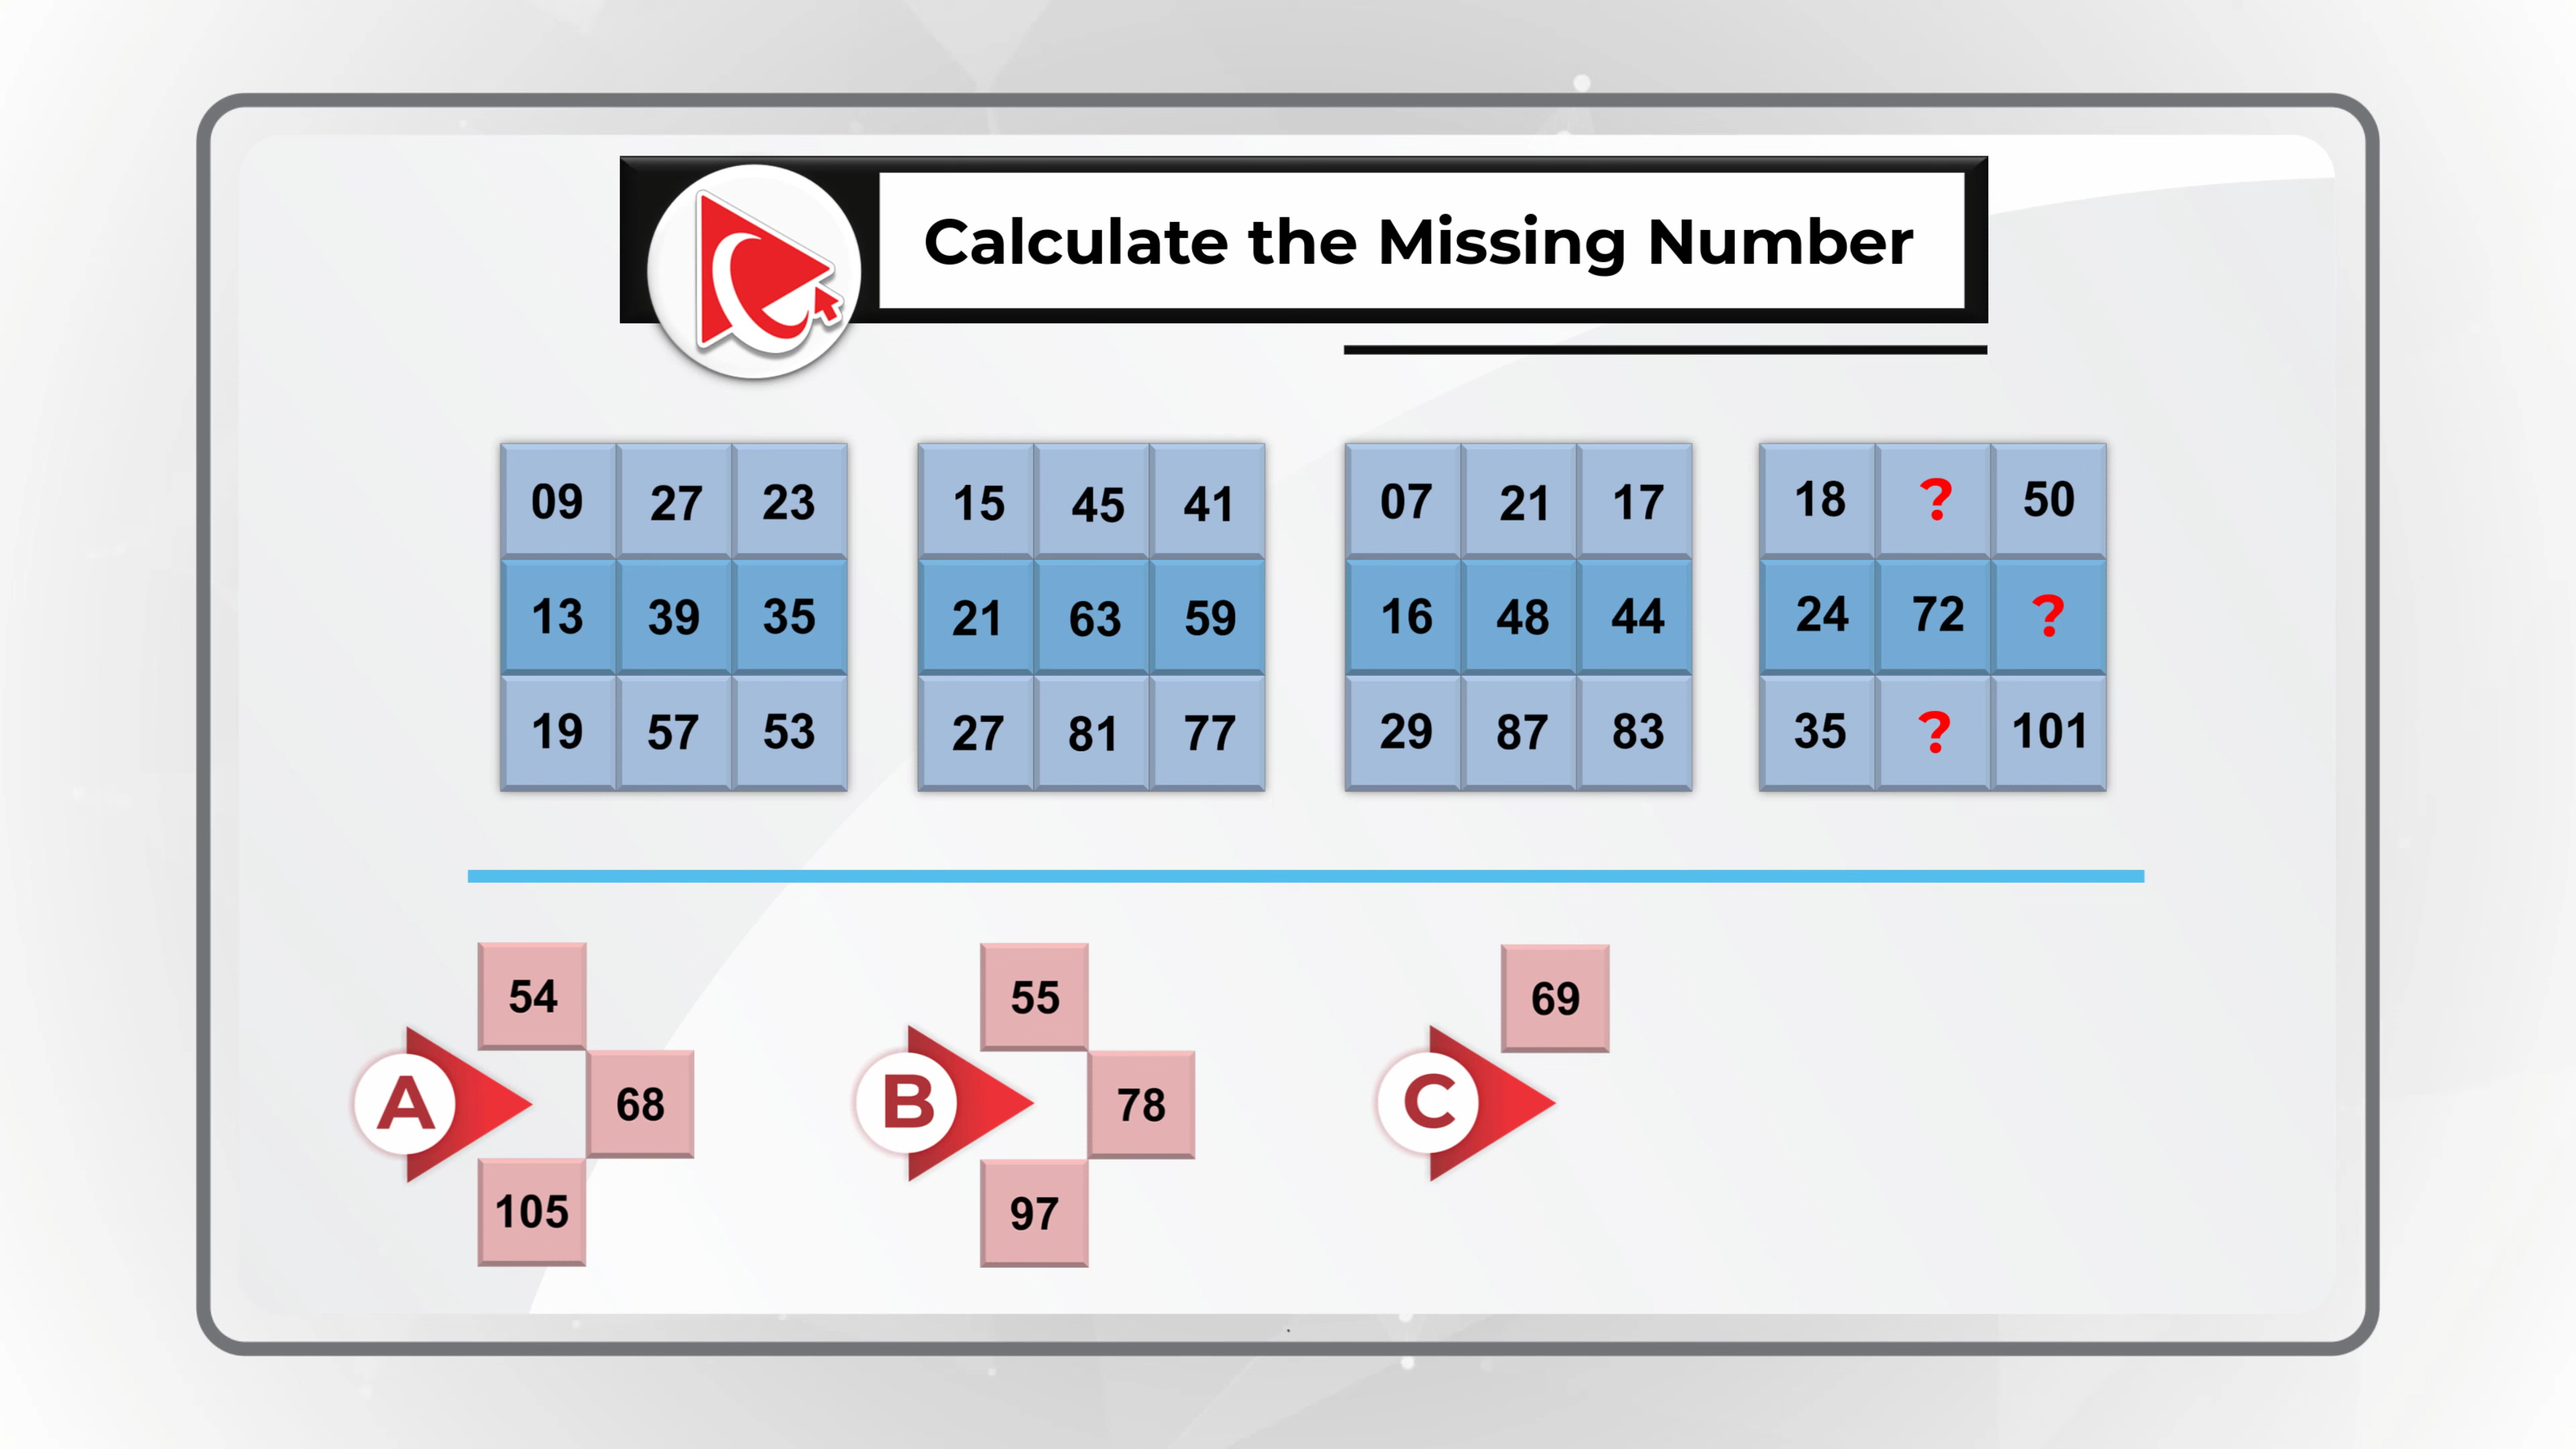 Calculate the Missing Number
09 27 23 15 45 41 07 21 17 18 ? 50
13 39 35 21 63 59 16 48 44 24 72 ?
19 57 53 27 81 77 29 87 83 35 ? 101
54 55 69
A 68 B 78 C
105 97